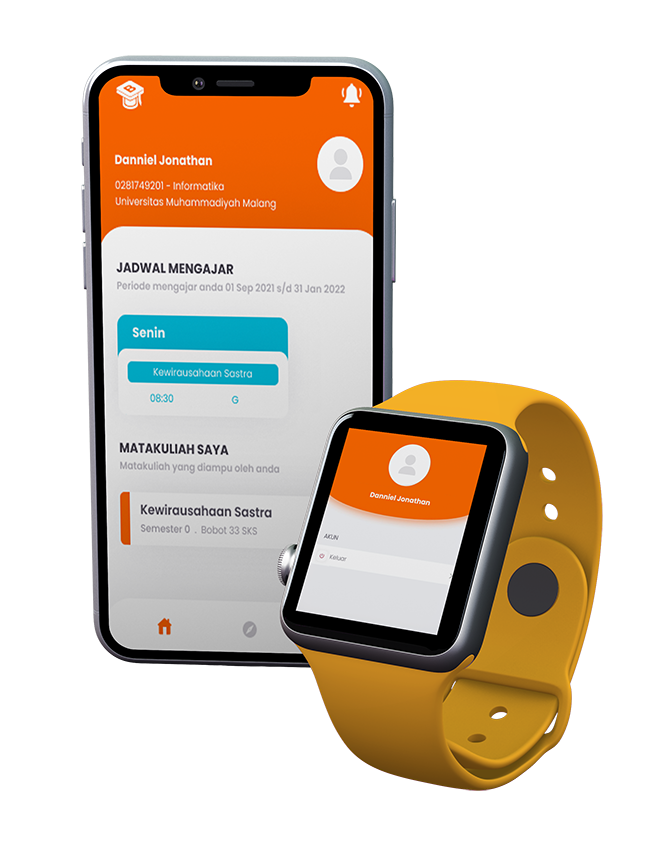 Danniel Jonathan
0281749201 - Informatika
Universitas Muhammadiyah Malang
JADWAL MENGAJAR
Periode mengajar anda 01 Sep 2021 s/d 31 Jan 2022
Senin
Kewirausahaan Sastra
08:30 G
MATAKULIAH SAYA
Matakuliah yang diampu oleh anda
Kewirausahaan Sastra
Semester 0 . Bobot 33 SKS
Danniel Jonathan
AKUN
Keluar